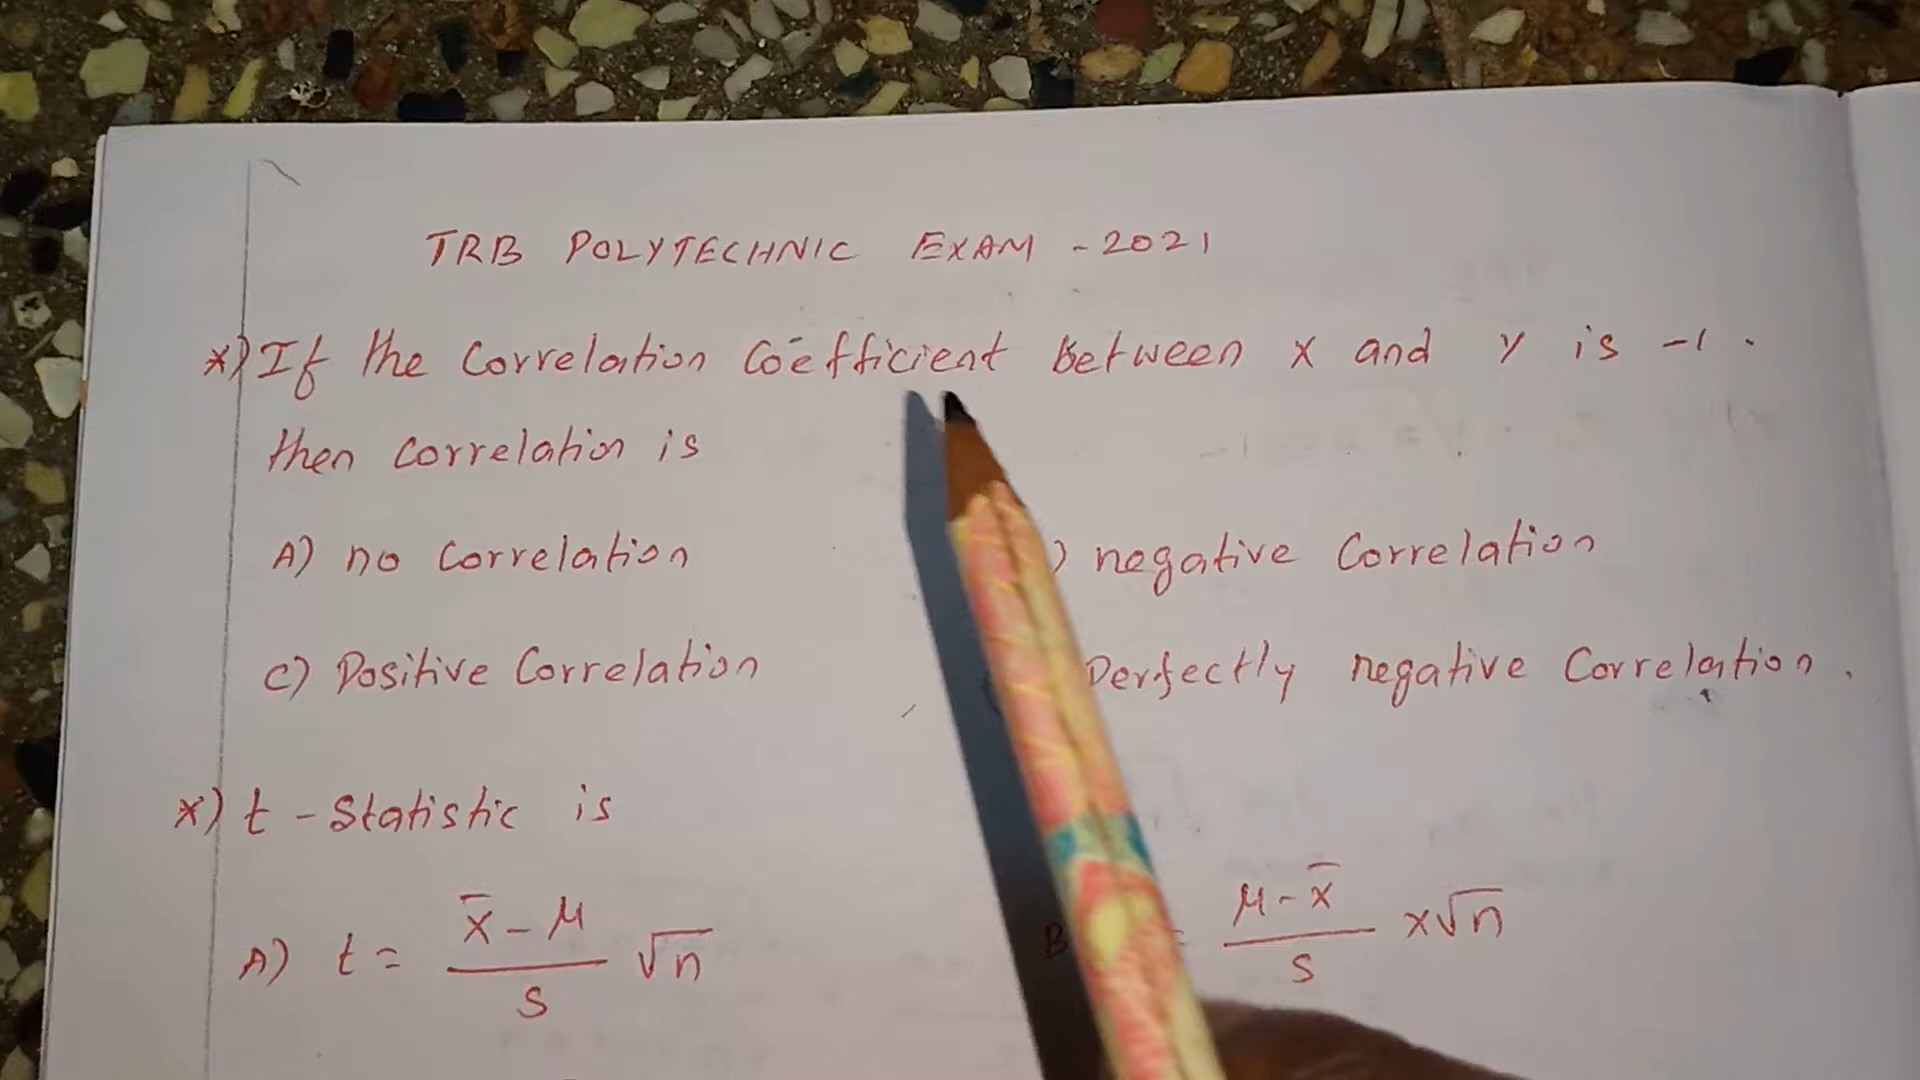 TRB POLYTECHNIC EXAM - 2021
*) If the Correlation Coefficient between x and y is -1.
then correlation is
A) no Correlation ) negative Correlation
C) Positive Correlation Perfectly negative Correlation.
*) t - Statistic is
A) t = x̄ - μ / s √n B = μ - x̄ / s x √n